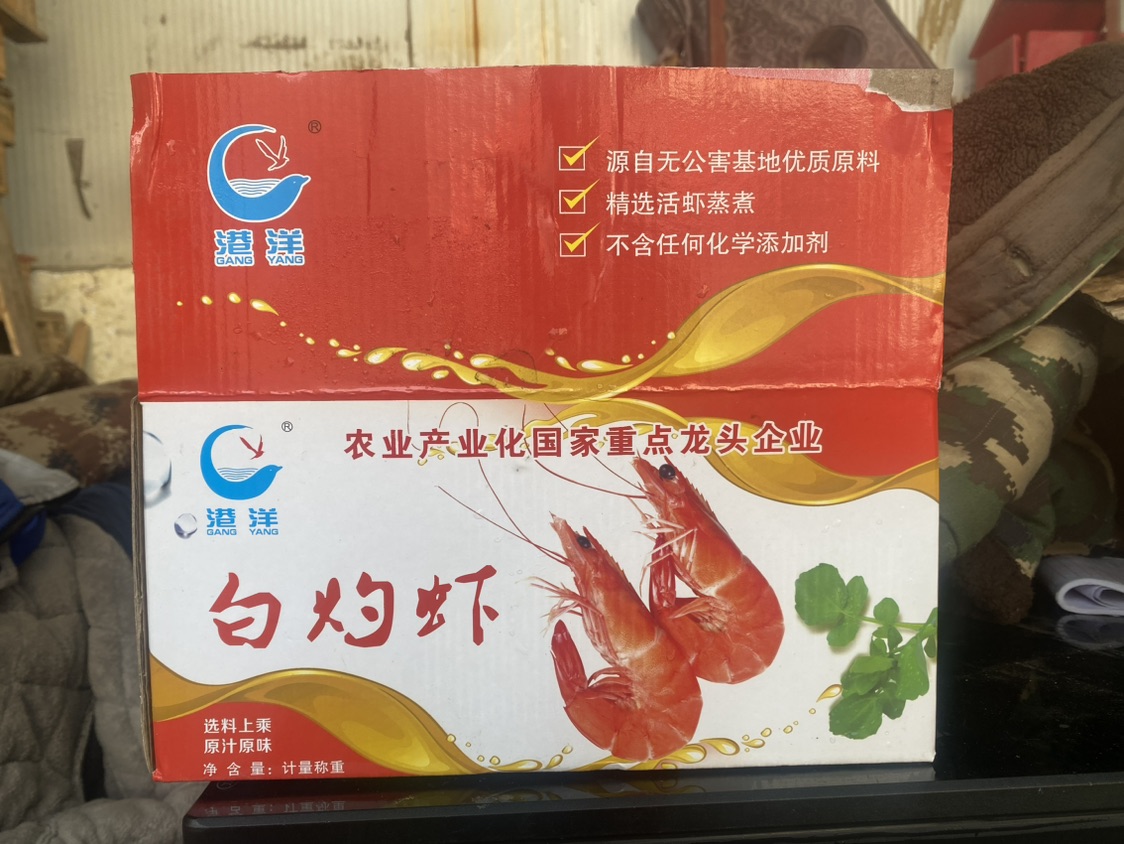 ®
港洋
GANG YANG
源自无公害基地优质原料
精选活虾蒸煮
不含任何化学添加剂
农业产业化国家重点龙头企业
®
港洋
GANG YANG
白灼虾
选料上乘
原汁原味
净含量：计量称重